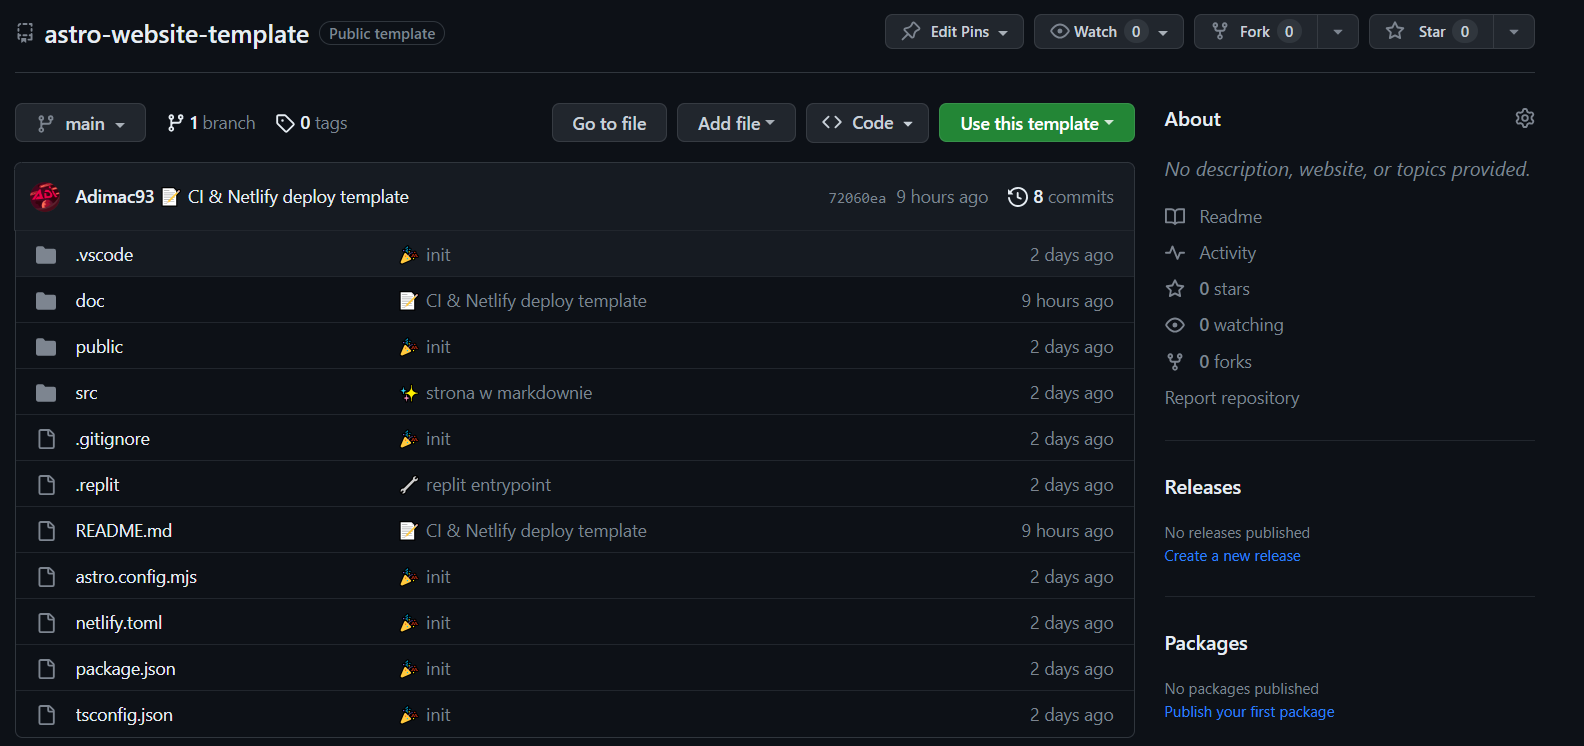 astro-website-template Public template Edit Pins Watch 0 Fork 0 Star 0
main 1 branch 0 tags Go to file Add file Code Use this template
Adimac93 📝 CI & Netlify deploy template 72060ea 9 hours ago 8 commits
.vscode 🎉 init 2 days ago
doc 📝 CI & Netlify deploy template 9 hours ago
public 🎉 init 2 days ago
src ✨ strona w markdownie 2 days ago
.gitignore 🎉 init 2 days ago
.replit 🔧 replit entrypoint 2 days ago
README.md 📝 CI & Netlify deploy template 9 hours ago
astro.config.mjs 🎉 init 2 days ago
netlify.toml 🎉 init 2 days ago
package.json 🎉 init 2 days ago
tsconfig.json 🎉 init 2 days ago
About
No description, website, or topics provided.
Readme
Activity
0 stars
0 watching
0 forks
Report repository
Releases
No releases published
Create a new release
Packages
No packages published
Publish your first package